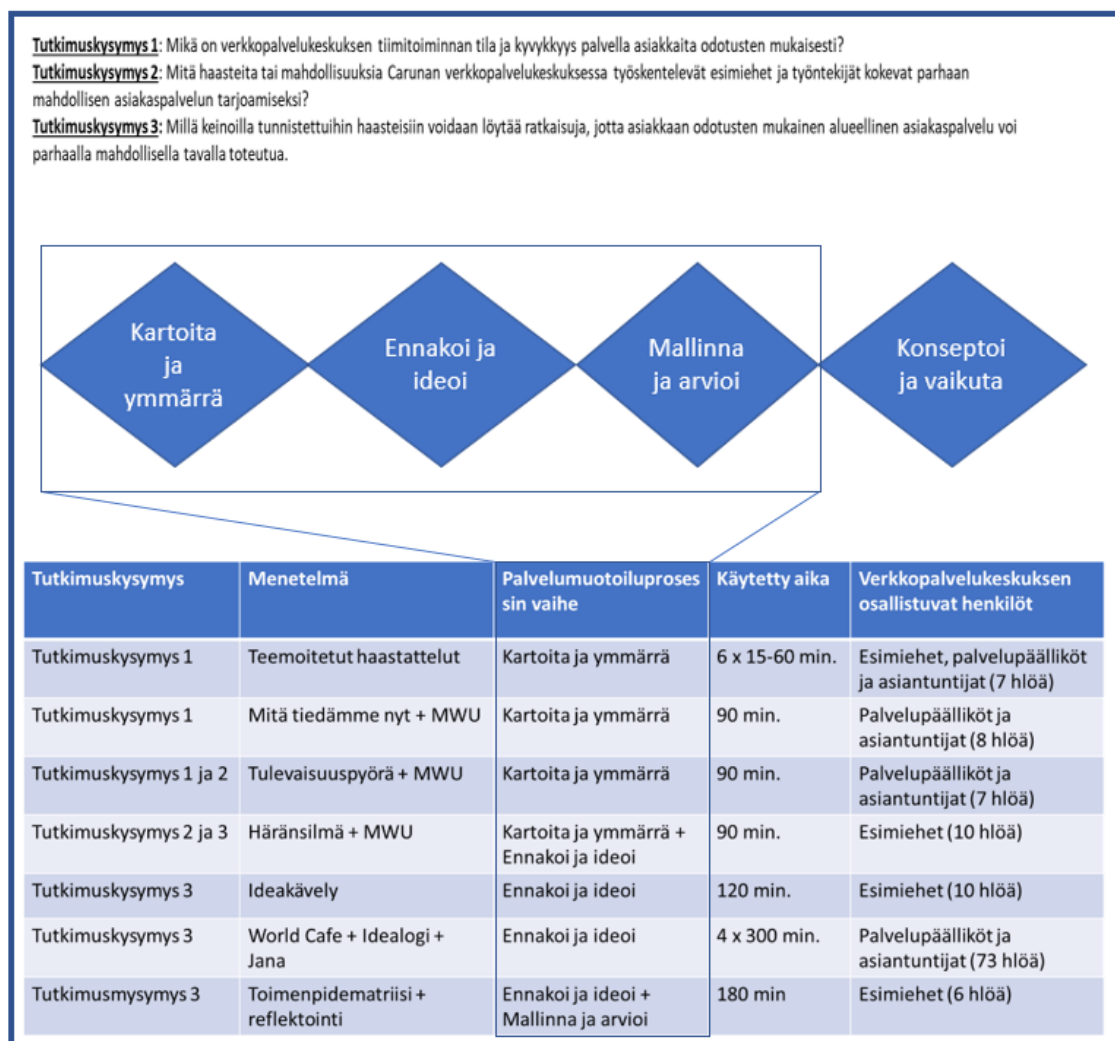 Tutkimuskysymys 1: Mikä on verkkopalvelukeskuksen tiimitoiminnan tila ja kyvykkyys palvella asiakkaita odotusten mukaisesti?
Tutkimuskysymys 2: Mitä haasteita tai mahdollisuuksia Carunan verkkopalvelukeskuksessa työskentelevät esimiehet ja työntekijät kokevat parhaan
mahdollisen asiakaspalvelun tarjoamiseksi?
Tutkimuskysymys 3: Millä keinoilla tunnistettuihin haasteisiin voidaan löytää ratkaisuja, jotta asiakkaan odotusten mukainen alueellinen asiakaspalvelu voi
parhaalla mahdollisella tavalla toteutua.
Kartoita
ja
ymmärrä
Ennakoi ja
ideoi
Mallinna
ja arvioi
Konseptoi
ja vaikuta
Tutkimuskysymys
Menetelmä
Palvelumuotoiluproses
sin vaihe
Käytetty aika
Verkkopalvelukeskuksen
osallistuvat henkilöt
Tutkimuskysymys 1
Teemoitetut haastattelut
Kartoita ja ymmärrä
6 x 15-60 min.
Esimiehet, palvelupäälliköt
ja asiantuntijat (7 hlöä)
Tutkimuskysymys 1
Mitä tiedämme nyt + MWU
Kartoita ja ymmärrä
90 min.
Palvelupäälliköt ja
asiantuntijat (8 hlöä)
Tutkimuskysymys 1 ja 2
Tulevaisuuspyörä + MWU
Kartoita ja ymmärrä
90 min.
Palvelupäälliköt ja
asiantuntijat (7 hlöä)
Tutkimuskysymys 2 ja 3
Häränsilmä + MWU
Kartoita ja ymmärrä +
Ennakoi ja ideoi
90 min.
Esimiehet (10 hlöä)
Tutkimuskysymys 3
Ideakävely
Ennakoi ja ideoi
120 min.
Esimiehet (10 hlöä)
Tutkimuskysymys 3
World Cafe + Idealogi +
Jana
Ennakoi ja ideoi
4 x 300 min.
Palvelupäälliköt ja
asiantuntijat (73 hlöä)
Tutkimusmysymys 3
Toimenpidematriisi +
reflektointi
Ennakoi ja ideoi +
Mallinna ja arvioi
180 min
Esimiehet (6 hlöä)